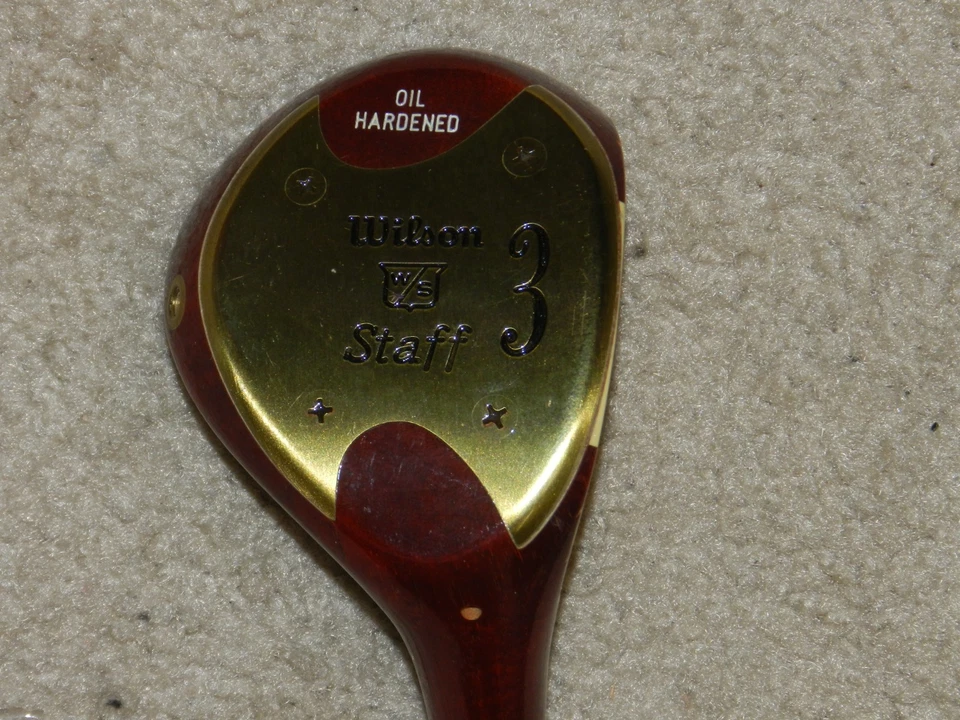 OIL
HARDENED
Wilson
W/S
Staff
3